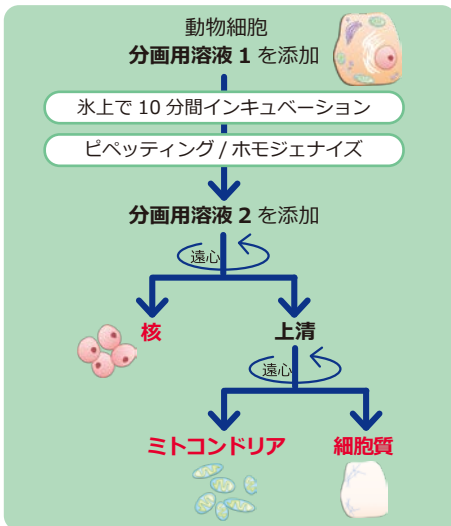 動物細胞
分画用溶液 1 を添加
氷上で 10 分間インキュベーション
ピペッティング / ホモジェナイズ
分画用溶液 2 を添加
遠心
核
上清
遠心
ミトコンドリア
細胞質